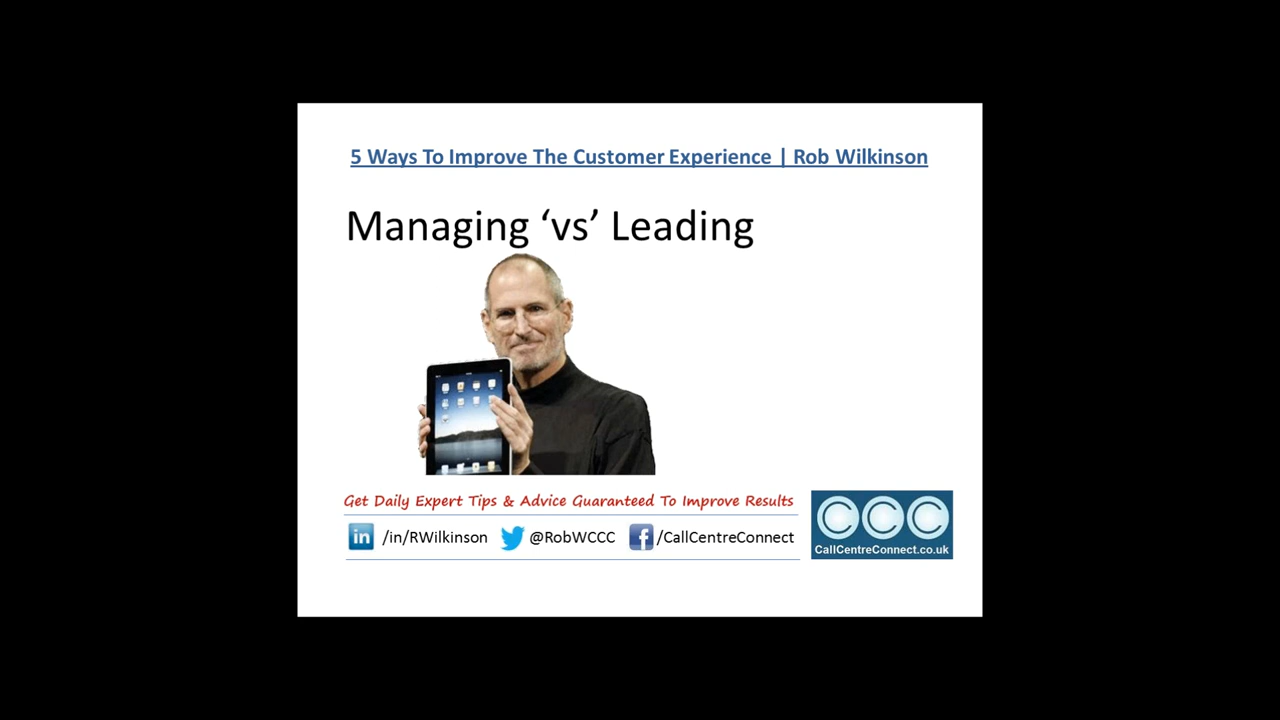 5 Ways To Improve The Customer Experience | Rob Wilkinson
Managing ‘vs’ Leading
Get Daily Expert Tips & Advice Guaranteed To Improve Results
in /in/RWilkinson @RobWCCC f /CallCentreConnect
CCC
CallCentreConnect.co.uk